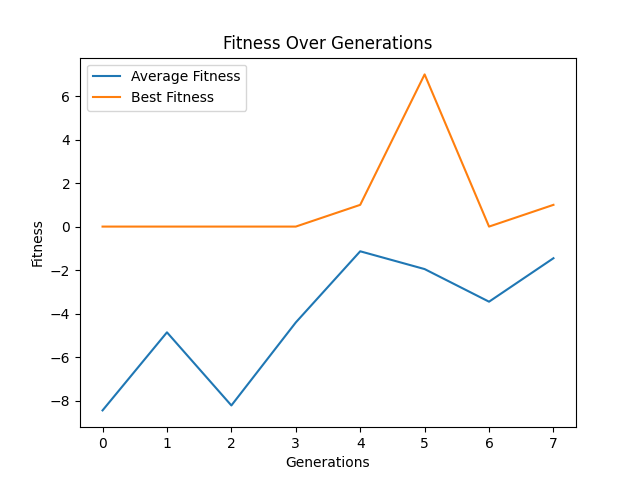 Fitness Over Generations
Average Fitness
Best Fitness
6
4
2
0
−2
−4
−6
−8
Fitness
0 1 2 3 4 5 6 7
Generations